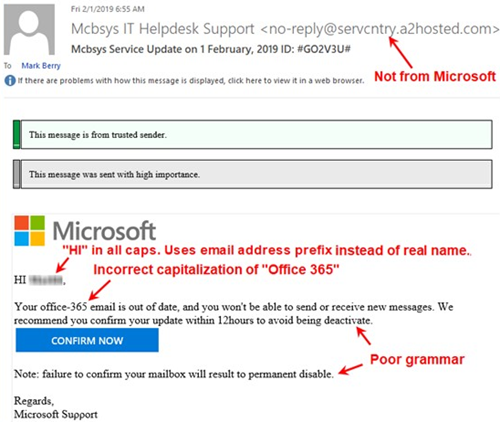 Fri 2/1/2019 6:55 AM
Mcbsys IT Helpdesk Support <no-reply@servcntry.a2hosted.com>
Mcbsys Service Update on 1 February, 2019 ID: #GO2V3U#
To Mark Berry
If there are problems with how this message is displayed, click here to view it in a web browser.
Not from Microsoft
This message is from trusted sender.
This message was sent with high importance.
Microsoft
"HI" in all caps. Uses email address prefix instead of real name.
HI ,
Incorrect capitalization of "Office 365"
Your office-365 email is out of date, and you won't be able to send or receive new messages. We
recommend you confirm your update within 12hours to avoid being deactivate.
CONFIRM NOW
Poor grammar
Note: failure to confirm your mailbox will result to permanent disable.
Regards,
Microsoft Support